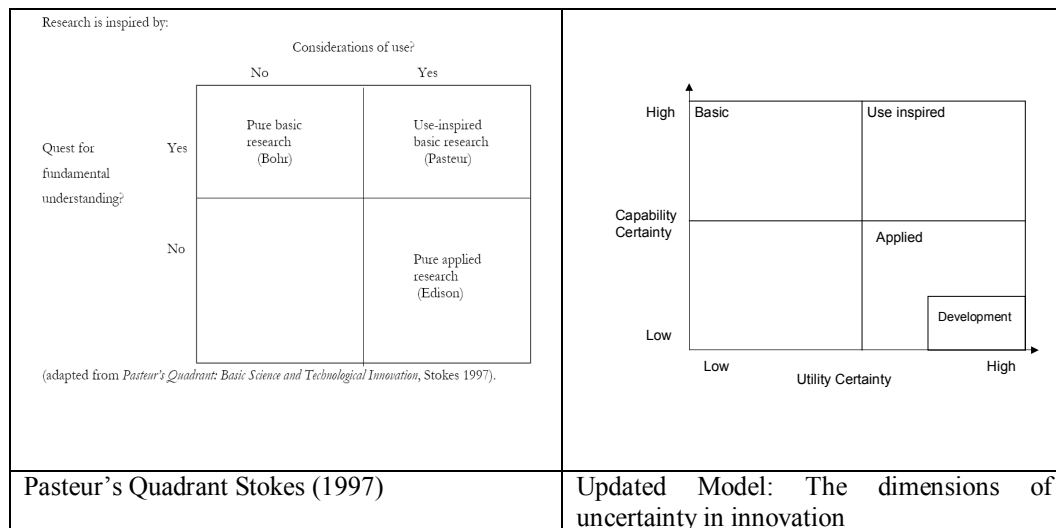 Research is inspired by:
Considerations of use?
No Yes
Pure basic
research
(Bohr)
Use-inspired
basic research
(Pasteur)
Quest for
fundamental
understanding?
Yes
No
Pure applied
research
(Edison)
(adapted from Pasteur's Quadrant: Basic Science and Technological Innovation, Stokes 1997).
High
Basic
Use inspired
Capability
Certainty
Applied
Development
Low
Low
High
Utility Certainty
Pasteur's Quadrant Stokes (1997)
Updated Model: The dimensions of
uncertainty in innovation